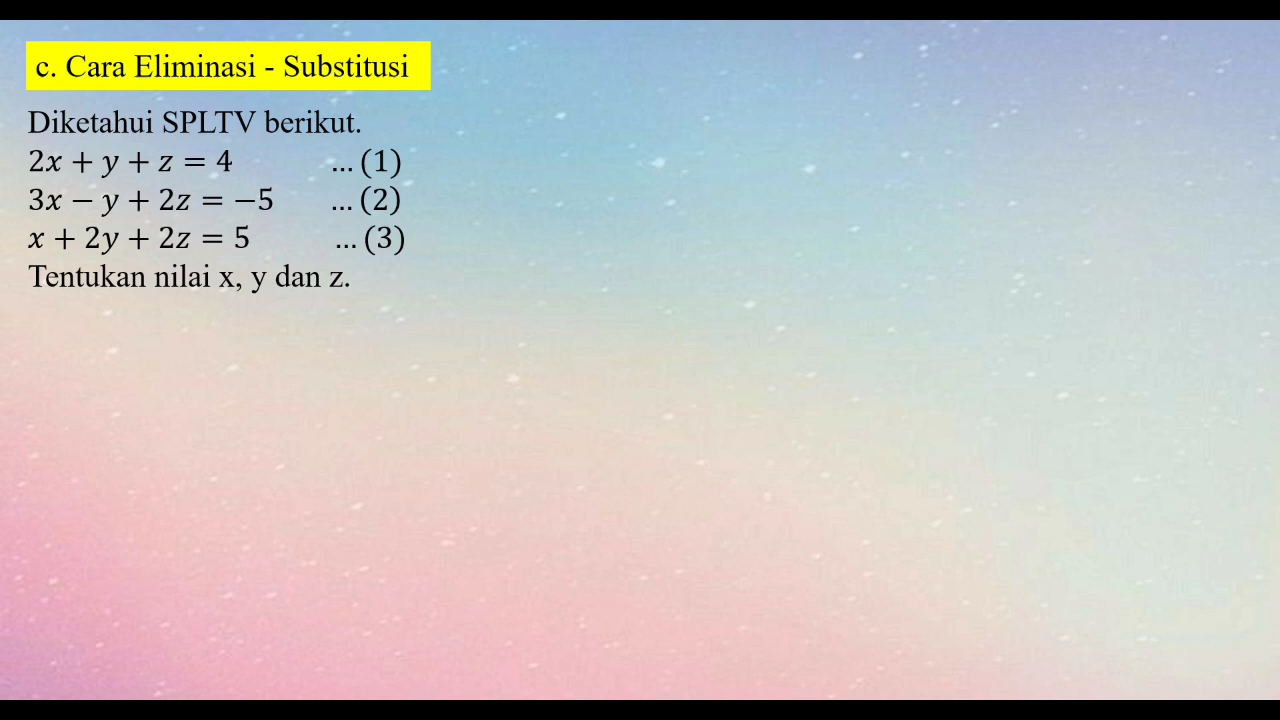 c. Cara Eliminasi - Substitusi
Diketahui SPLTV berikut.
2x + y + z = 4 ... (1)
3x − y + 2z = −5 ... (2)
x + 2y + 2z = 5 ... (3)
Tentukan nilai x, y dan z.